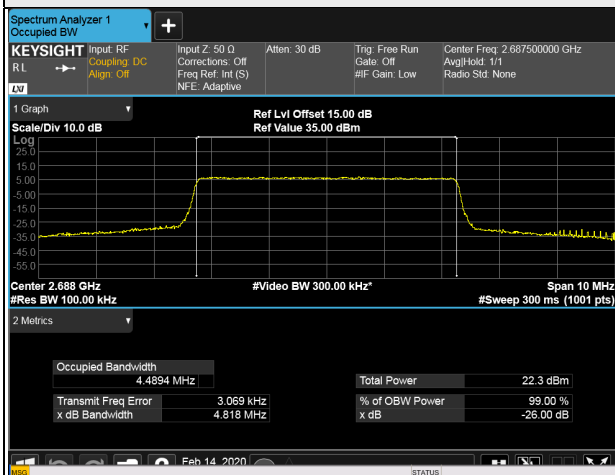 Spectrum Analyzer 1
Occupied BW
+
KEYSIGHT Input: RF Input Z: 50 Ω Atten: 30 dB Trig: Free Run Center Freq: 2.687500000 GHz
RL Coupling: DC Corrections: Off Gate: Off Avg|Hold: 1/1
Align: Off Freq Ref: Int (S) #IF Gain: Low Radio Std: None
LXI NFE: Adaptive
1 Graph
Ref Lvl Offset 15.00 dB
Scale/Div 10.0 dB Ref Value 35.00 dBm
Log
25.0
15.0
5.00
-5.00
-15.0
-25.0
-35.0
-45.0
-55.0
Center 2.688 GHz #Video BW 300.00 kHz* Span 10 MHz
#Res BW 100.00 kHz #Sweep 300 ms (1001 pts)
2 Metrics
Occupied Bandwidth
4.4894 MHz Total Power 22.3 dBm
Transmit Freq Error 3.069 kHz % of OBW Power 99.00 %
x dB Bandwidth 4.818 MHz x dB -26.00 dB
Feb 14, 2020
MSG STATUS